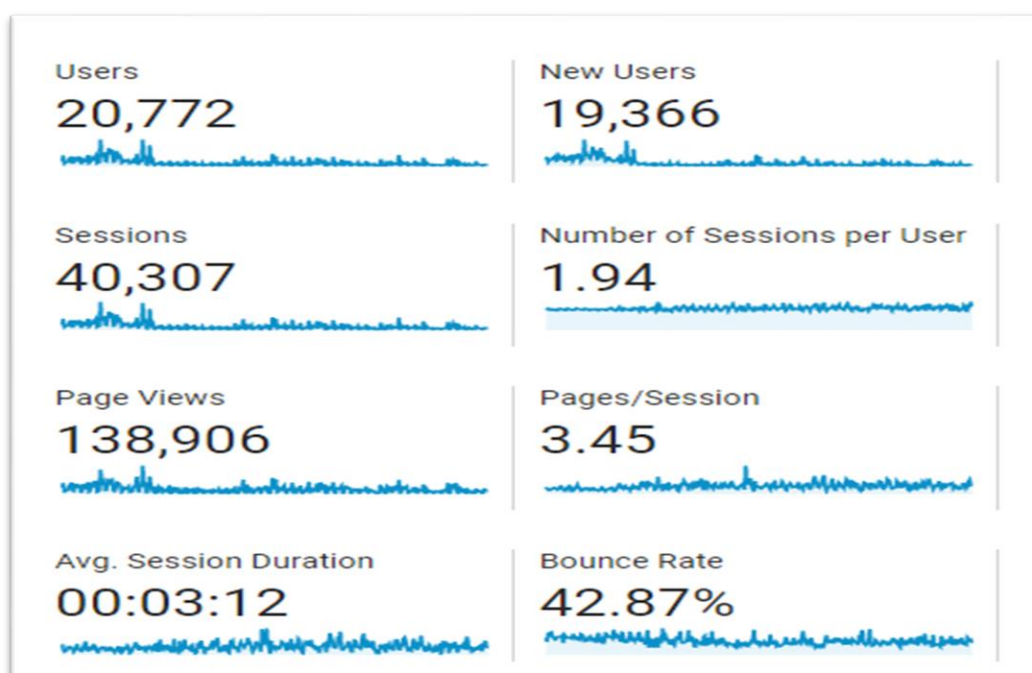 Users
20,772
New Users
19,366
Sessions
40,307
Number of Sessions per User
1.94
Page Views
138,906
Pages/Session
3.45
Avg. Session Duration
00:03:12
Bounce Rate
42.87%